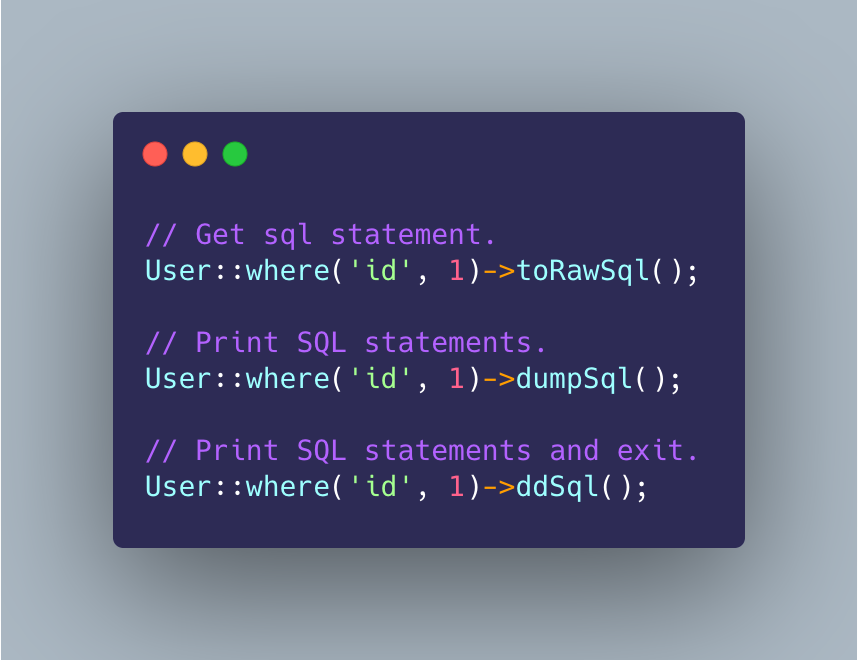 // Get sql statement.
User::where('id', 1)->toRawSql();
// Print SQL statements.
User::where('id', 1)->dumpSql();
// Print SQL statements and exit.
User::where('id', 1)->ddSql();